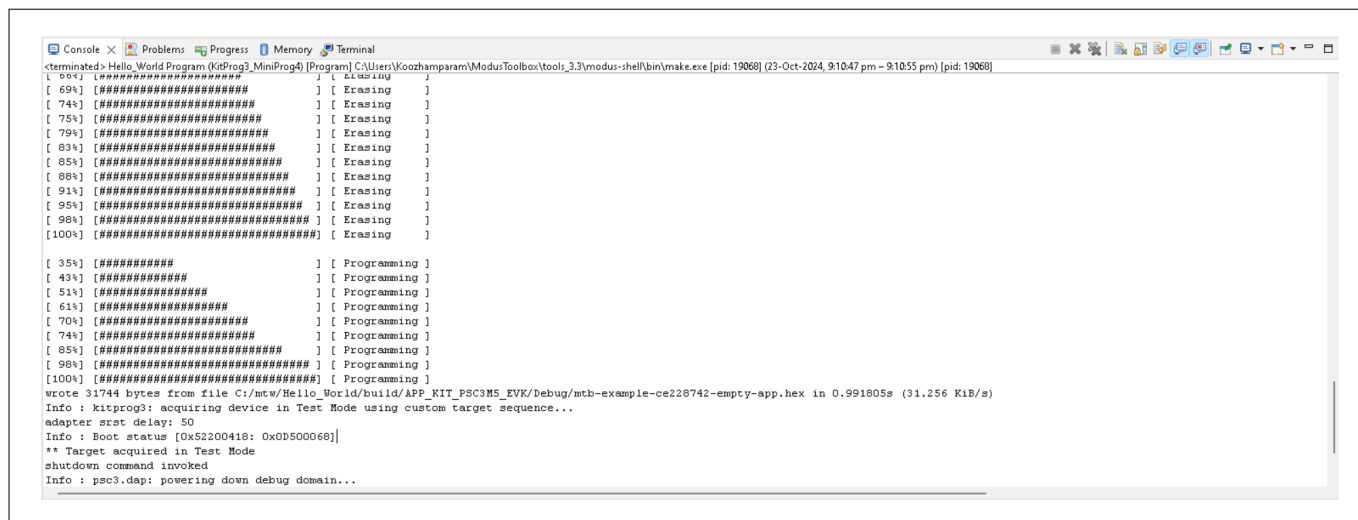 Console Problems Progress Memory Terminal
<terminated> Hello_World Program (KitProg3_MiniProg4) [Program] C:\Users\Koozhamparam\ModusToolbox\tools_3.3\modus-shell\bin\make.exe [pid: 19068] (23-Oct-2024, 9:10:47 pm – 9:10:55 pm) [pid: 19068]
[ 66%] [#####################           ] [ Erasing     ]
[ 69%] [######################          ] [ Erasing     ]
[ 74%] [#######################         ] [ Erasing     ]
[ 75%] [########################        ] [ Erasing     ]
[ 79%] [#########################       ] [ Erasing     ]
[ 83%] [##########################      ] [ Erasing     ]
[ 85%] [###########################     ] [ Erasing     ]
[ 88%] [############################    ] [ Erasing     ]
[ 91%] [#############################   ] [ Erasing     ]
[ 95%] [##############################  ] [ Erasing     ]
[ 98%] [############################### ] [ Erasing     ]
[100%] [################################] [ Erasing     ]
[ 35%] [###########                     ] [ Programming ]
[ 43%] [#############                   ] [ Programming ]
[ 51%] [################                ] [ Programming ]
[ 61%] [###################             ] [ Programming ]
[ 70%] [######################          ] [ Programming ]
[ 74%] [#######################         ] [ Programming ]
[ 85%] [###########################     ] [ Programming ]
[ 98%] [############################### ] [ Programming ]
[100%] [################################] [ Programming ]
wrote 31744 bytes from file C:/mtw/Hello_World/build/APP_KIT_PSC3M5_EVK/Debug/mtb-example-ce228742-empty-app.hex in 0.991805s (31.256 KiB/s)
Info : kitprog3: acquiring device in Test Mode using custom target sequence...
adapter srst delay: 50
Info : Boot status [0x52200418: 0x0D500068]
** Target acquired in Test Mode
shutdown command invoked
Info : psc3.dap: powering down debug domain...